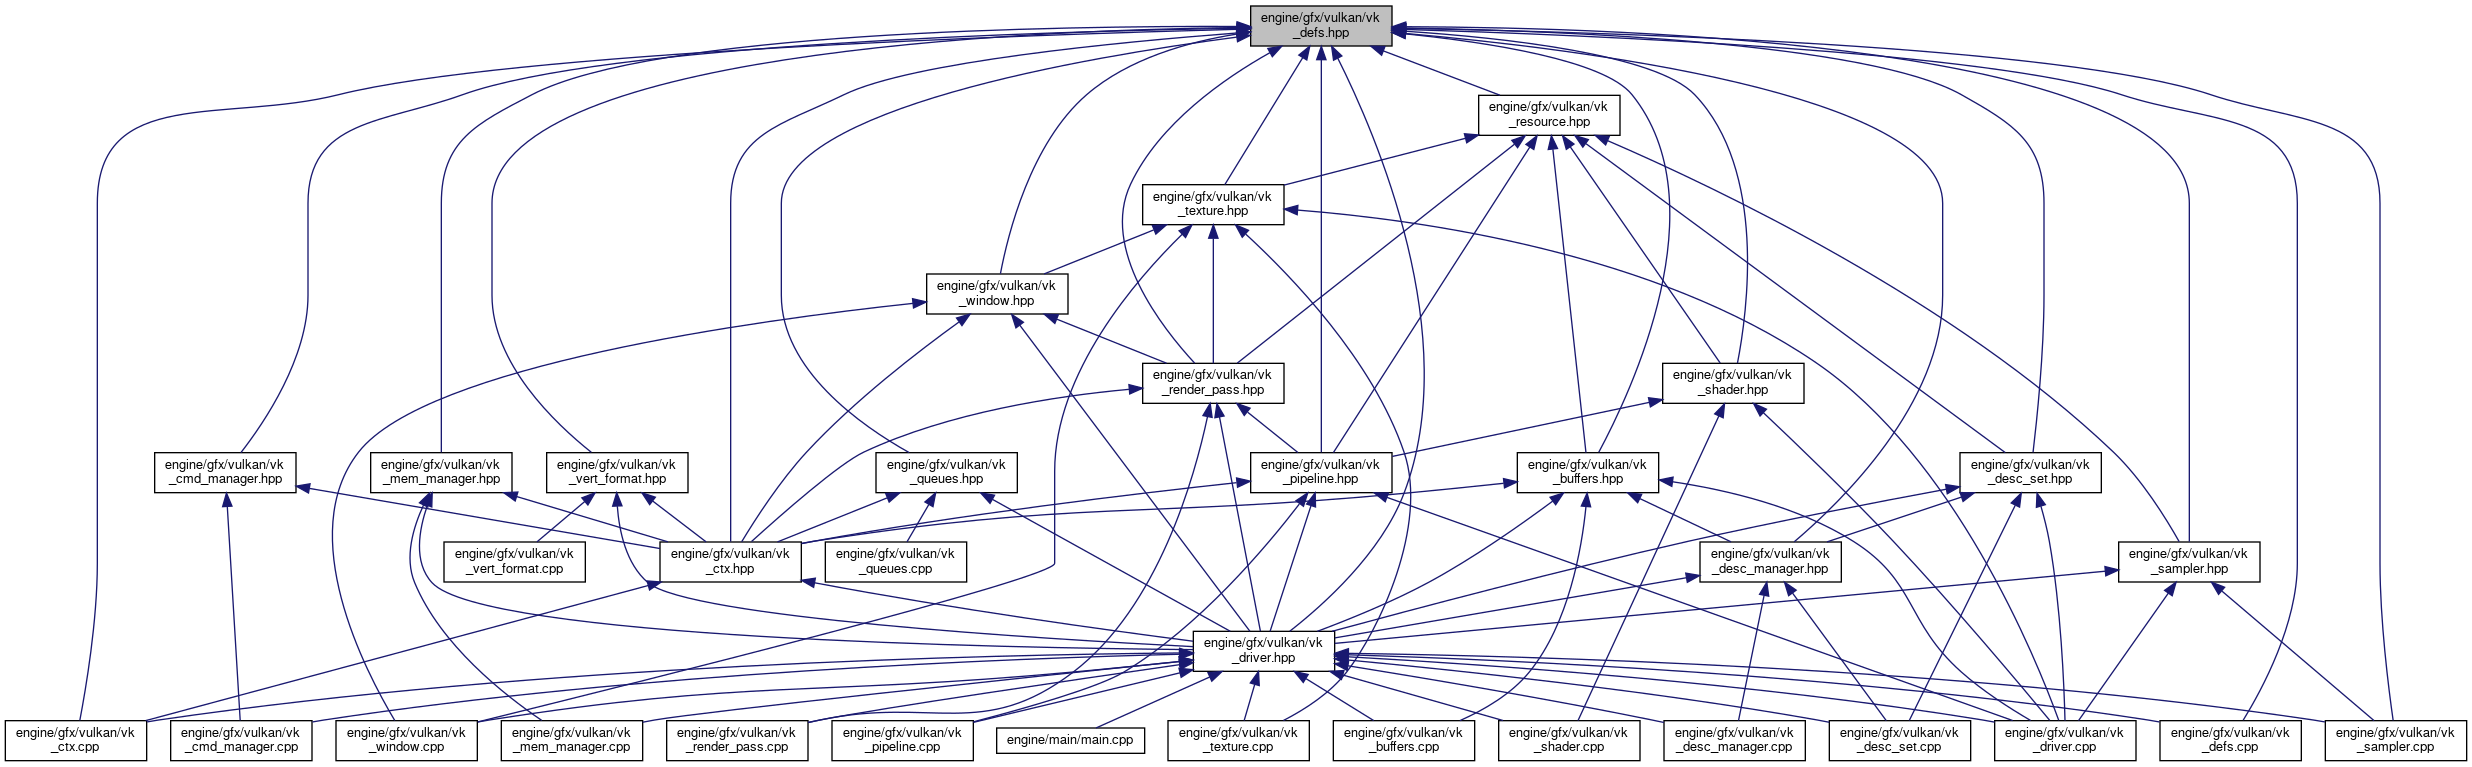 engine/gfx/vulkan/vk
_defs.hpp
engine/gfx/vulkan/vk
_resource.hpp
engine/gfx/vulkan/vk
_texture.hpp
engine/gfx/vulkan/vk
_window.hpp
engine/gfx/vulkan/vk
_render_pass.hpp
engine/gfx/vulkan/vk
_shader.hpp
engine/gfx/vulkan/vk
_cmd_manager.hpp
engine/gfx/vulkan/vk
_mem_manager.hpp
engine/gfx/vulkan/vk
_vert_format.hpp
engine/gfx/vulkan/vk
_queues.hpp
engine/gfx/vulkan/vk
_pipeline.hpp
engine/gfx/vulkan/vk
_buffers.hpp
engine/gfx/vulkan/vk
_desc_set.hpp
engine/gfx/vulkan/vk
_vert_format.cpp
engine/gfx/vulkan/vk
_ctx.hpp
engine/gfx/vulkan/vk
_queues.cpp
engine/gfx/vulkan/vk
_desc_manager.hpp
engine/gfx/vulkan/vk
_sampler.hpp
engine/gfx/vulkan/vk
_driver.hpp
engine/gfx/vulkan/vk
_ctx.cpp
engine/gfx/vulkan/vk
_cmd_manager.cpp
engine/gfx/vulkan/vk
_window.cpp
engine/gfx/vulkan/vk
_mem_manager.cpp
engine/gfx/vulkan/vk
_render_pass.cpp
engine/gfx/vulkan/vk
_pipeline.cpp
engine/main/main.cpp
engine/gfx/vulkan/vk
_texture.cpp
engine/gfx/vulkan/vk
_buffers.cpp
engine/gfx/vulkan/vk
_shader.cpp
engine/gfx/vulkan/vk
_desc_manager.cpp
engine/gfx/vulkan/vk
_desc_set.cpp
engine/gfx/vulkan/vk
_driver.cpp
engine/gfx/vulkan/vk
_defs.cpp
engine/gfx/vulkan/vk
_sampler.cpp